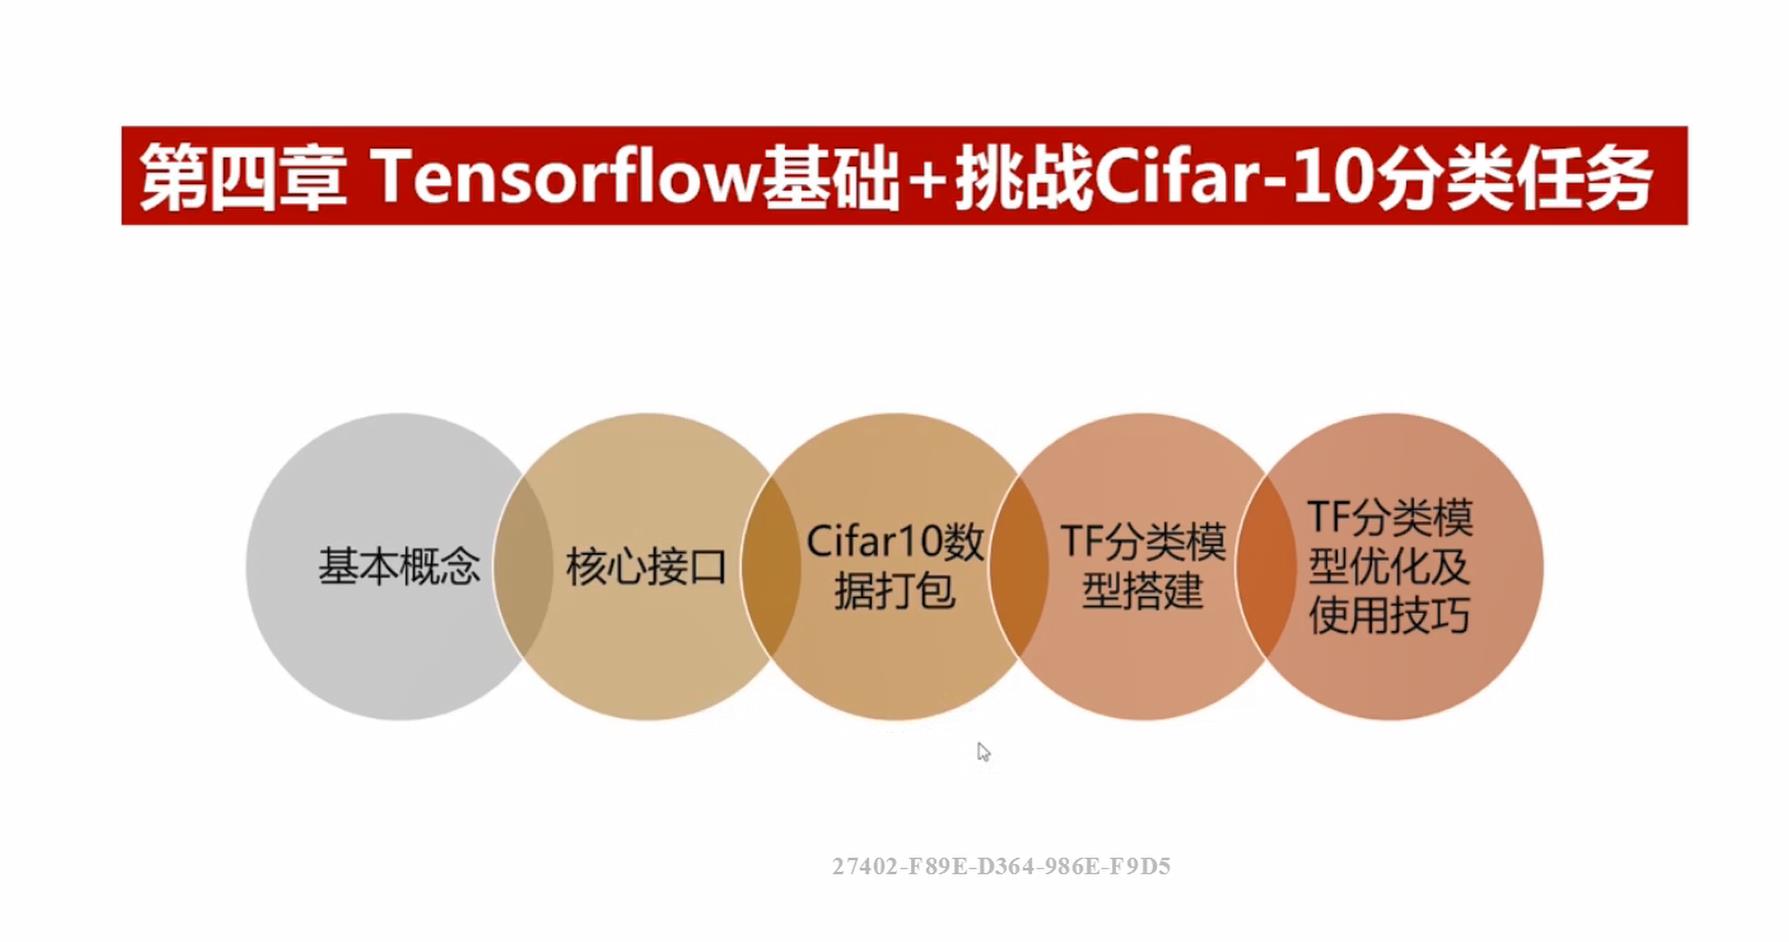 第四章 Tensorflow基础+挑战Cifar-10分类任务
基本概念
核心接口
Cifar10数
据打包
TF分类模
型搭建
TF分类模
型优化及
使用技巧
27402-F89E-D364-986E-F9D5